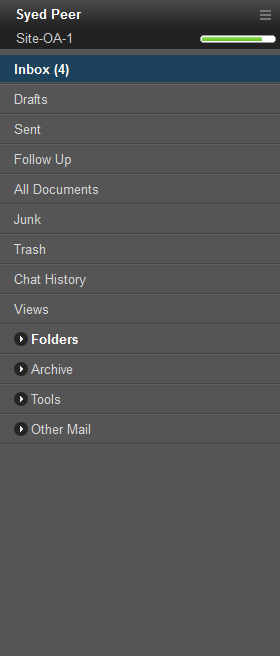 Syed Peer
Site-OA-1
Inbox (4)
Drafts
Sent
Follow Up
All Documents
Junk
Trash
Chat History
Views
Folders
Archive
Tools
Other Mail